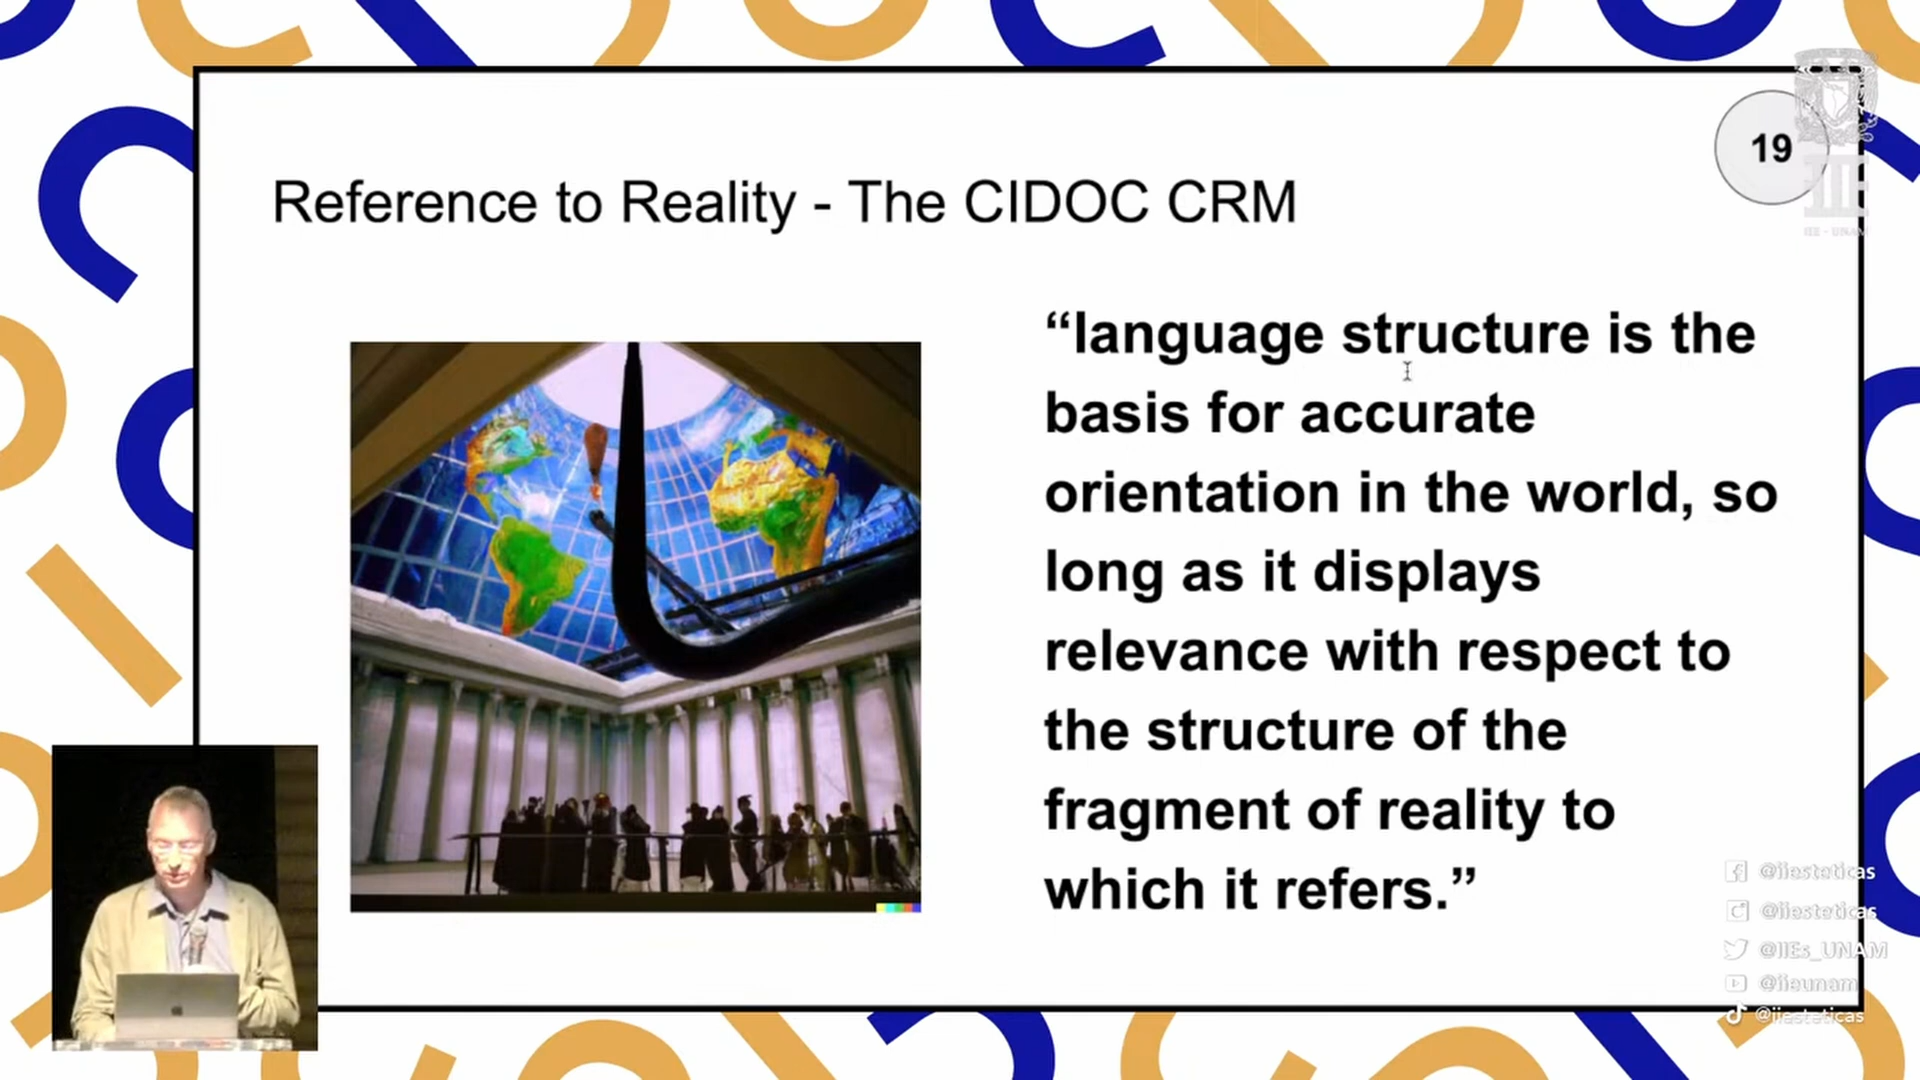 19
Reference to Reality - The CIDOC CRM
“language structure is the
basis for accurate
orientation in the world, so
long as it displays
relevance with respect to
the structure of the
fragment of reality to
which it refers.”
IIE - UNAM
@iiesteticas
@iiesteticas
@IIEs_UNAM
@iieunam
@iiesteticas